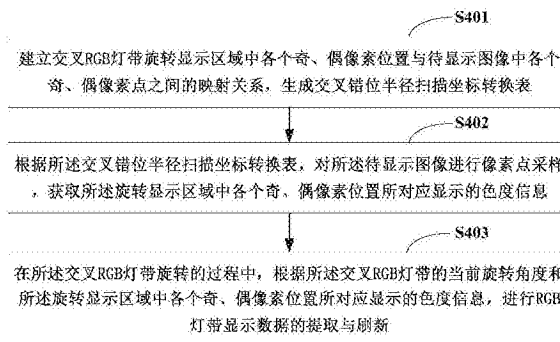 S401
建立交叉RGB灯带旋转显示区域中各个奇、偶像素位置与待显示图像中各个
奇、偶像素点之间的映射关系，生成交叉错位半径扫描坐标转换表
S402
根据所述交叉错位半径扫描坐标转换表，对所述待显示图像进行像素点采样
，获取所述旋转显示区域中各个奇、偶像素位置所对应显示的色度信息
S403
在所述交叉RGB灯带旋转的过程中，根据所述交叉RGB灯带的当前旋转角度和
所述旋转显示区域中各个奇、偶像素位置所对应显示的色度信息，进行RGB
灯带显示数据的提取与刷新